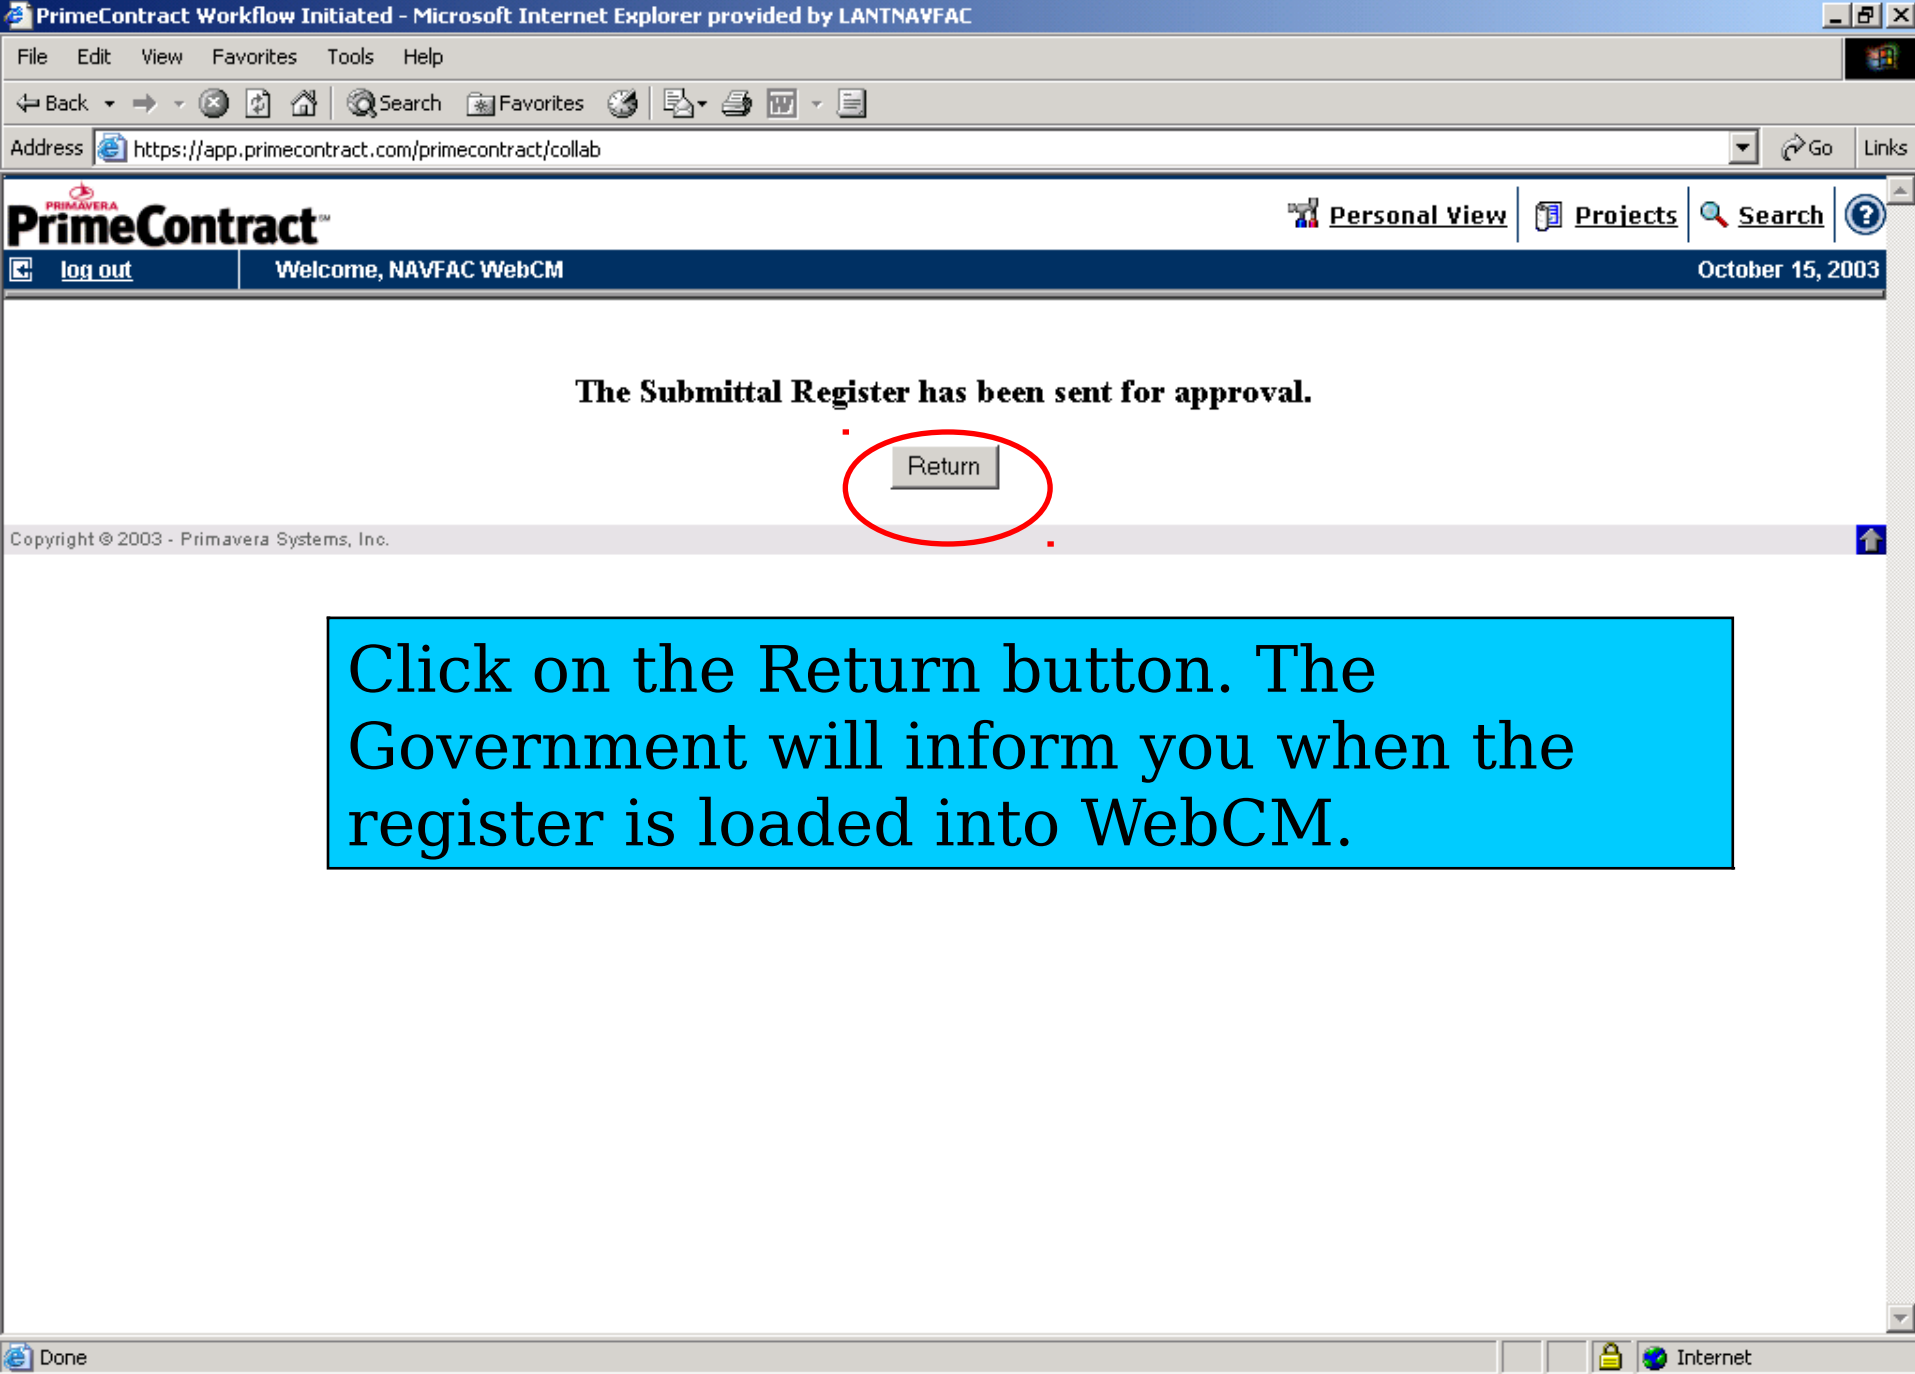 PrimeContract Workflow Initiated - Microsoft Internet Explorer provided by LANTNAVFAC
File Edit View Favorites Tools Help
Back Search Favorites
Address https://app.primecontract.com/primecontract/collab Go Links
PRIMAVERA
PrimeContract℠ Personal View Projects Search ?
log out Welcome, NAVFAC WebCM October 15, 2003
The Submittal Register has been sent for approval.
Return
Copyright © 2003 - Primavera Systems, Inc.
Click on the Return button. The
Government will inform you when the
register is loaded into WebCM.
Done Internet